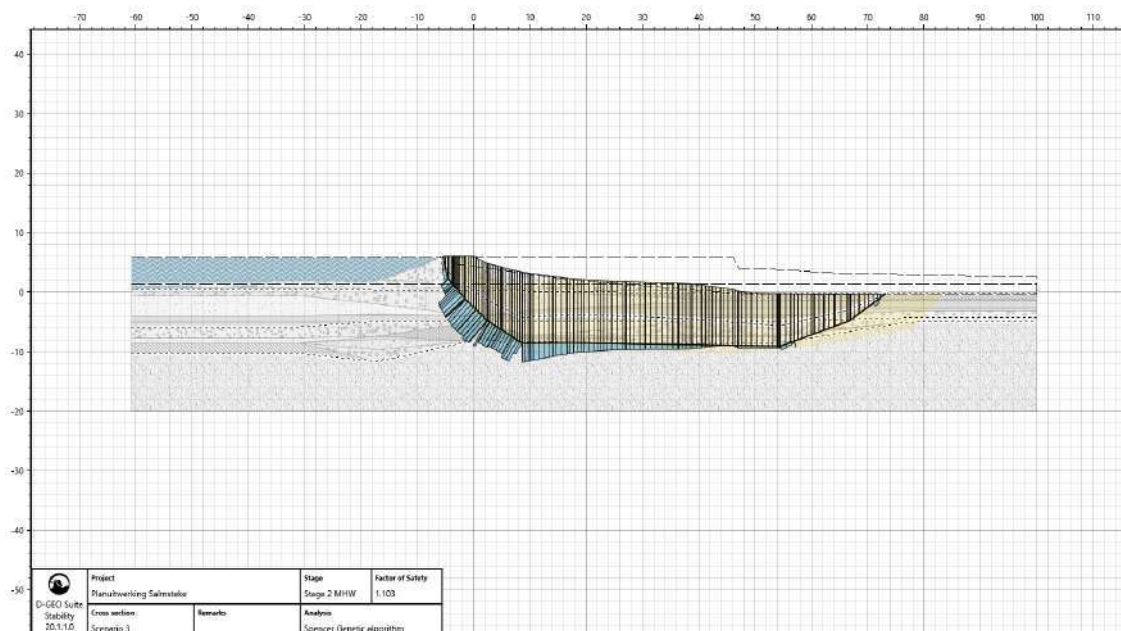 -70 -60 -50 -40 -30 -20 -10 0 10 20 30 40 50 60 70 80 90 100 110
40
30
20
10
0
-10
-20
-30
-40
-50
Project
Planuitwerking Salmsteke
Stage
Stage 2 MHW
Factor of Safety
1.103
D-GEO Suite
Stability
20.1.1.0
Cross section
Scenario 3
Remarks
Analysis
Spencer Genetic algorithm